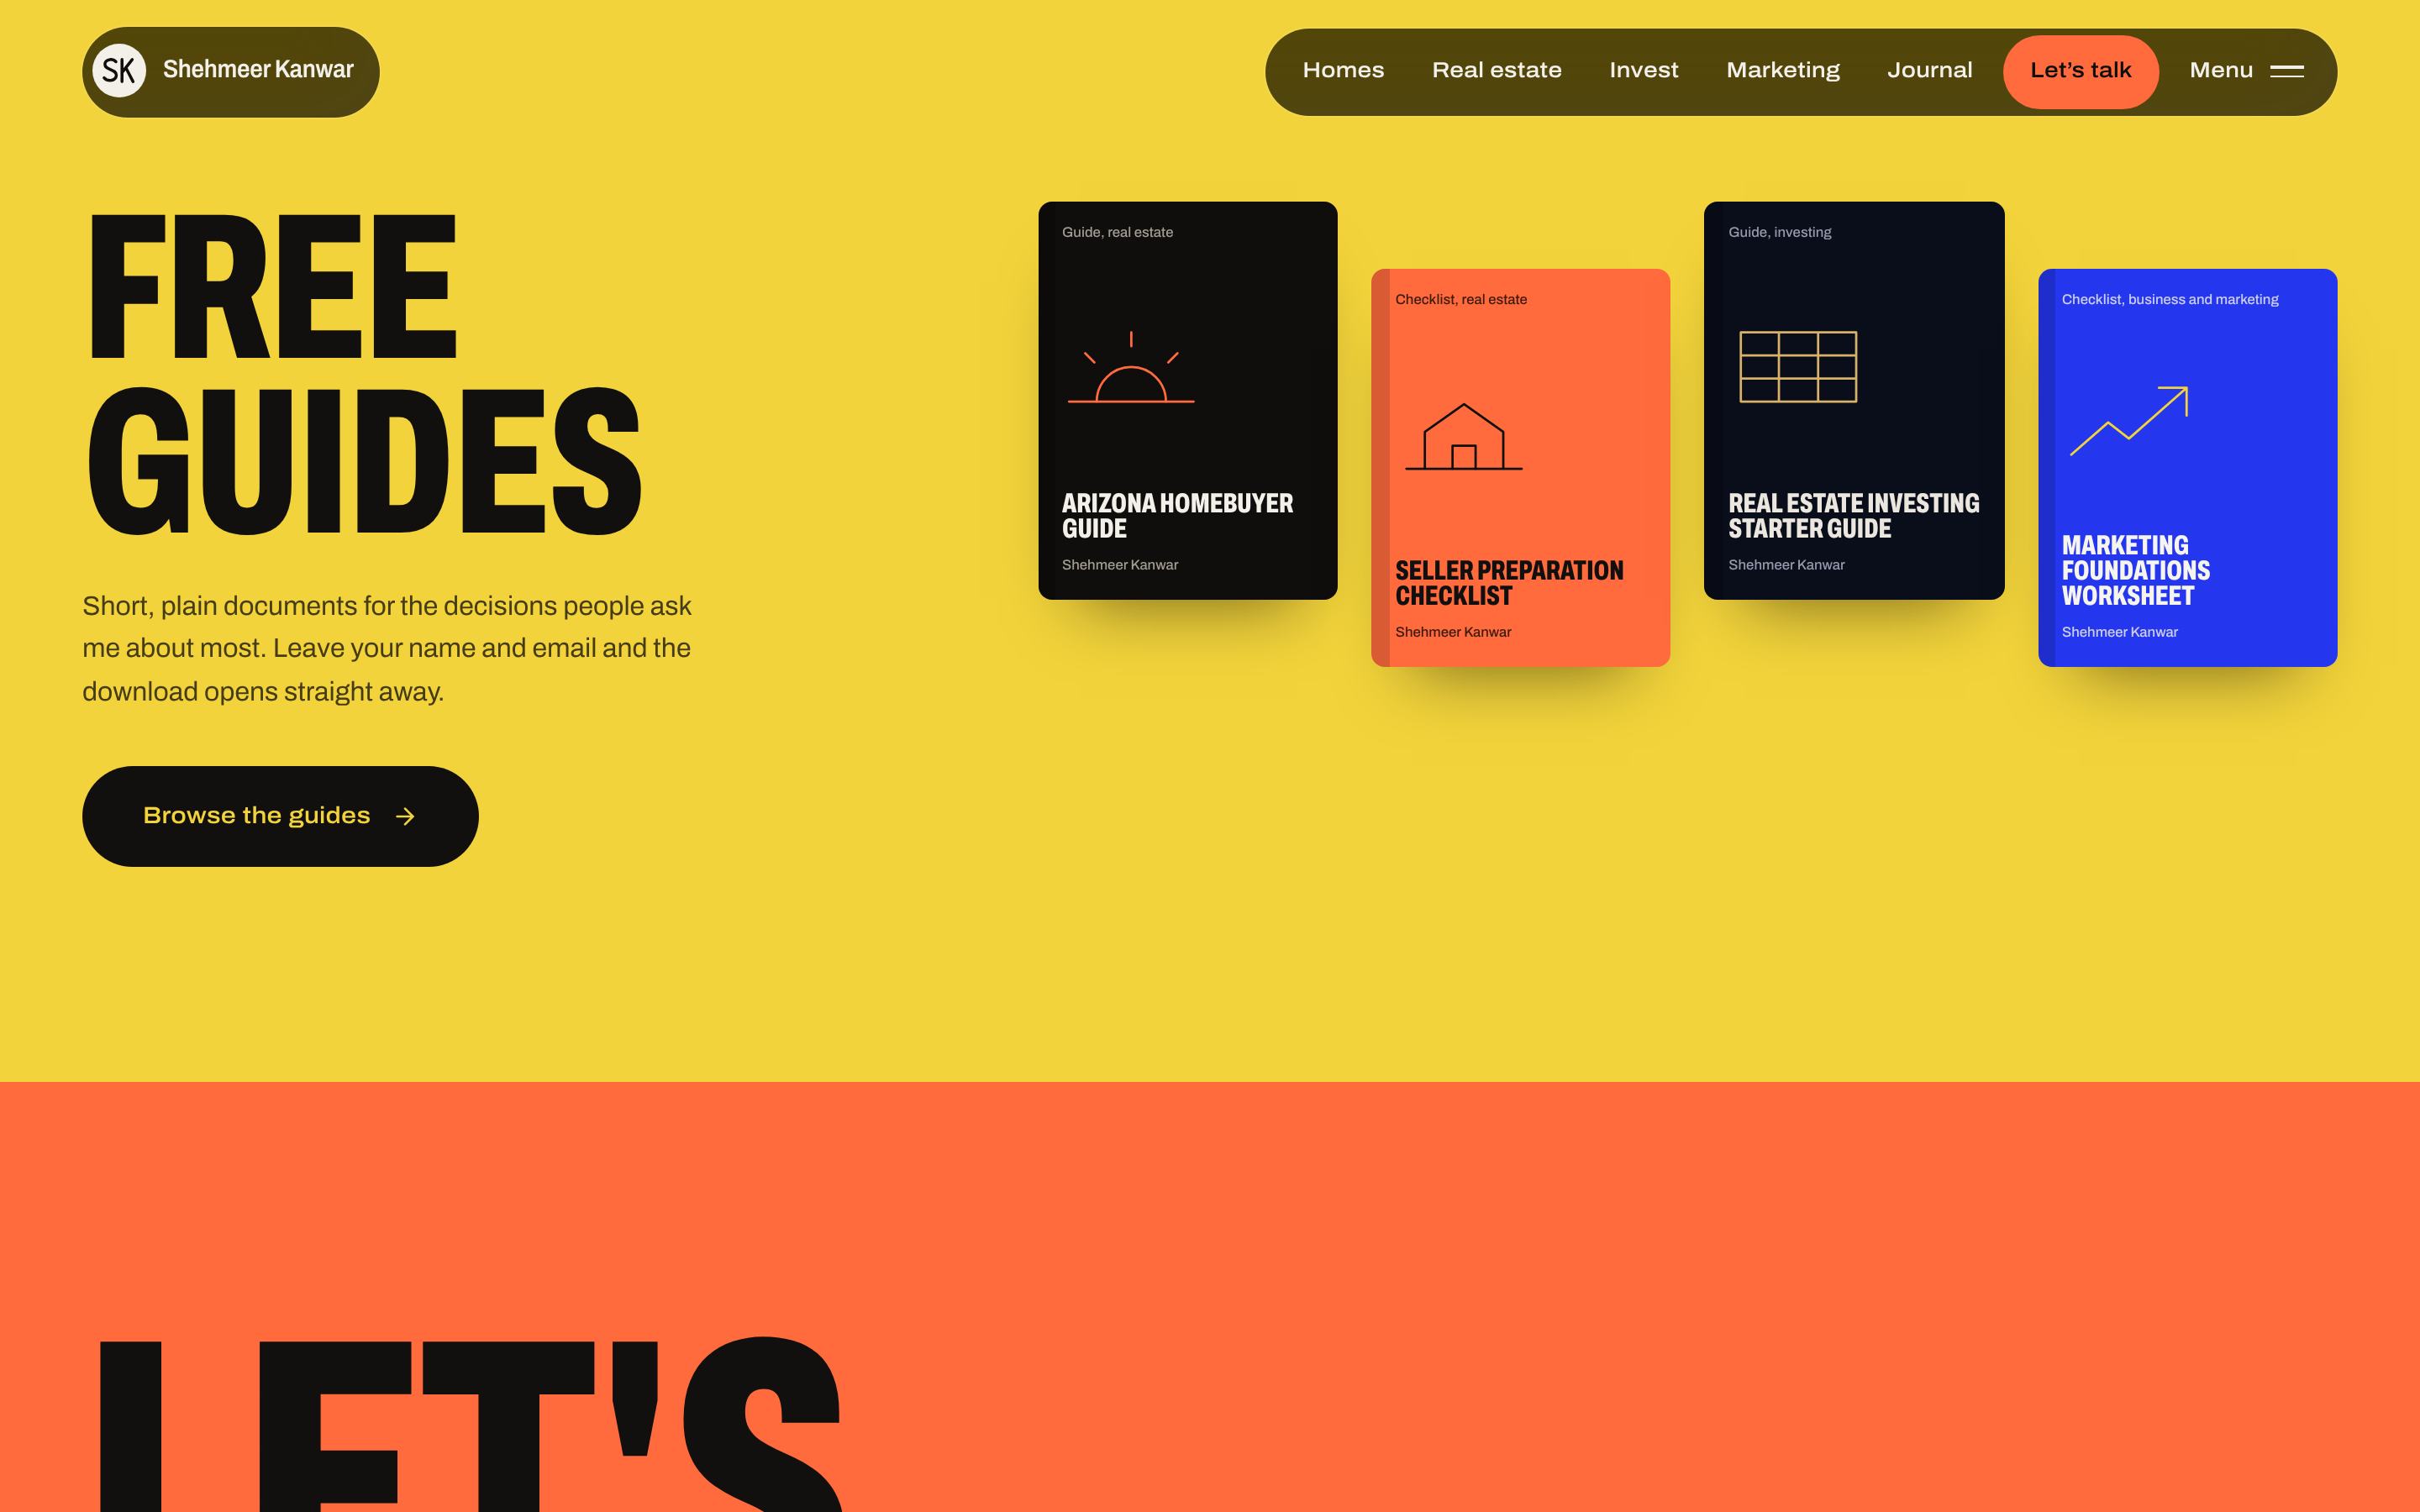 SK Shehmeer Kanwar
Homes Real estate Invest Marketing Journal Let’s talk Menu
FREE
GUIDES
Short, plain documents for the decisions people ask
me about most. Leave your name and email and the
download opens straight away.
Browse the guides
Guide, real estate
ARIZONA HOMEBUYER
GUIDE
Shehmeer Kanwar
Checklist, real estate
SELLER PREPARATION
CHECKLIST
Shehmeer Kanwar
Guide, investing
REAL ESTATE INVESTING
STARTER GUIDE
Shehmeer Kanwar
Checklist, business and marketing
MARKETING
FOUNDATIONS
WORKSHEET
Shehmeer Kanwar
LET'S